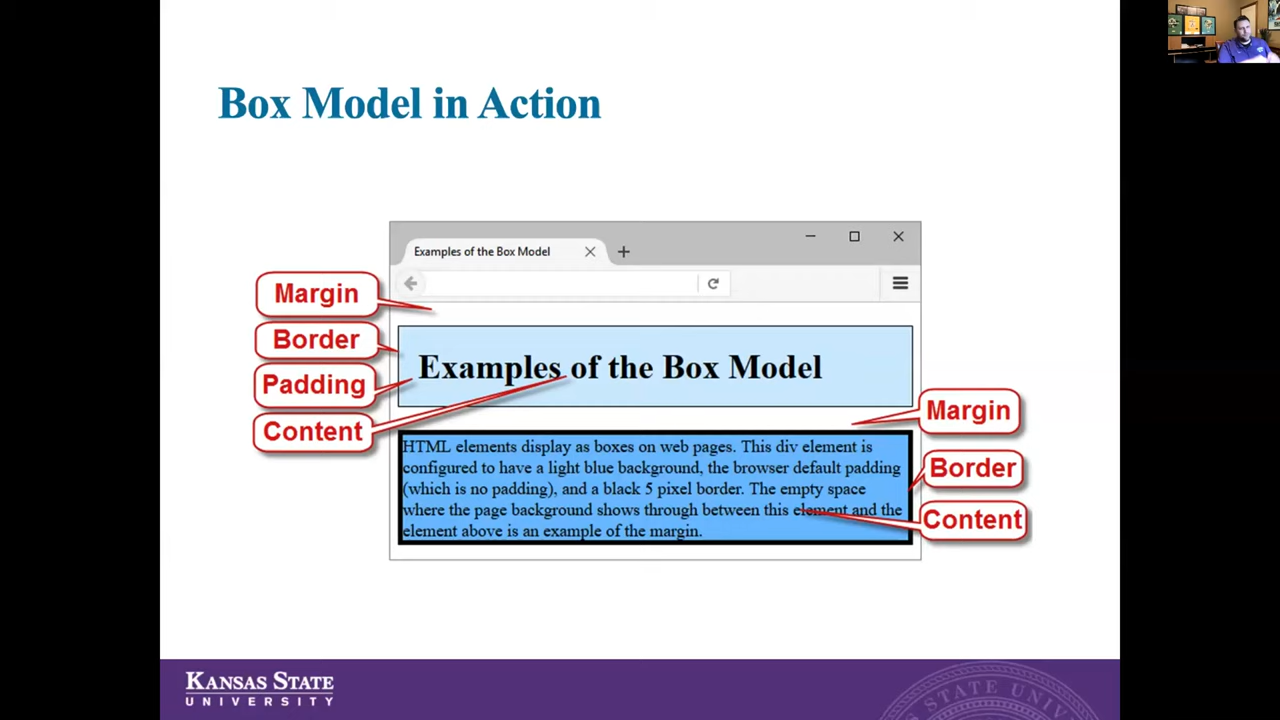 Box Model in Action
Examples of the Box Model
Margin
Border
Padding
Content
Examples of the Box Model
Margin
Border
Content
HTML elements display as boxes on web pages. This div element is
configured to have a light blue background, the browser default padding
(which is no padding), and a black 5 pixel border. The empty space
where the page background shows through between this element and the
element above is an example of the margin.
KANSAS STATE
UNIVERSITY
STATE UNIV